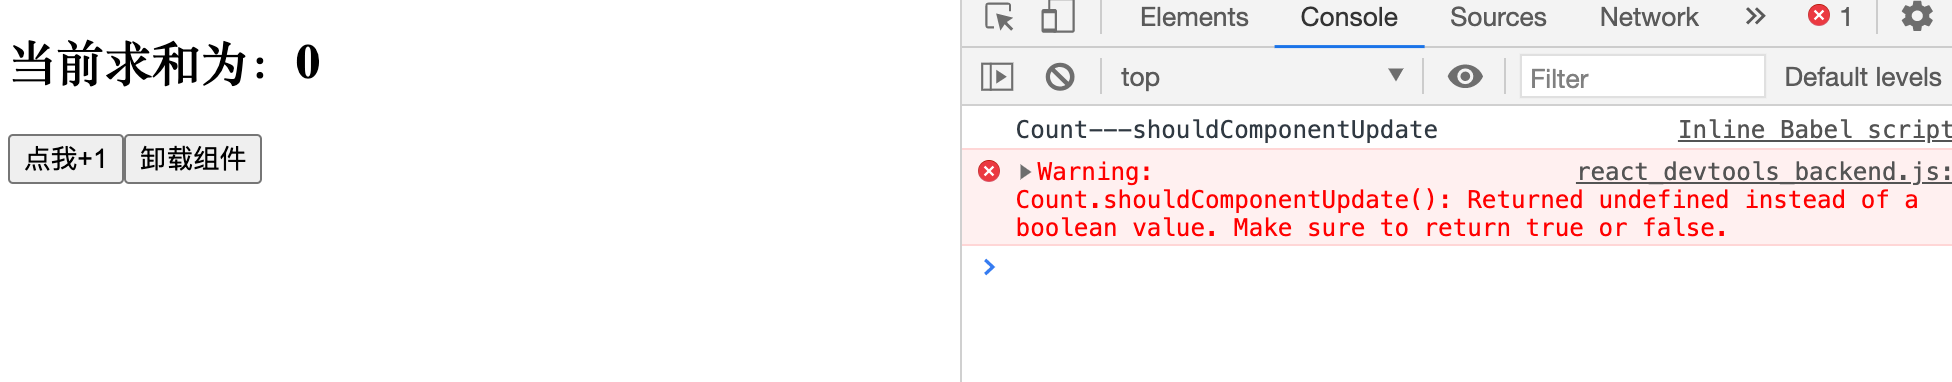 当前求和为：0
点我+1 卸载组件
Elements Console Sources Network 1
top Filter Default levels
Count---shouldComponentUpdate Inline Babel script
Warning: react_devtools_backend.js:
Count.shouldComponentUpdate(): Returned undefined instead of a
boolean value. Make sure to return true or false.